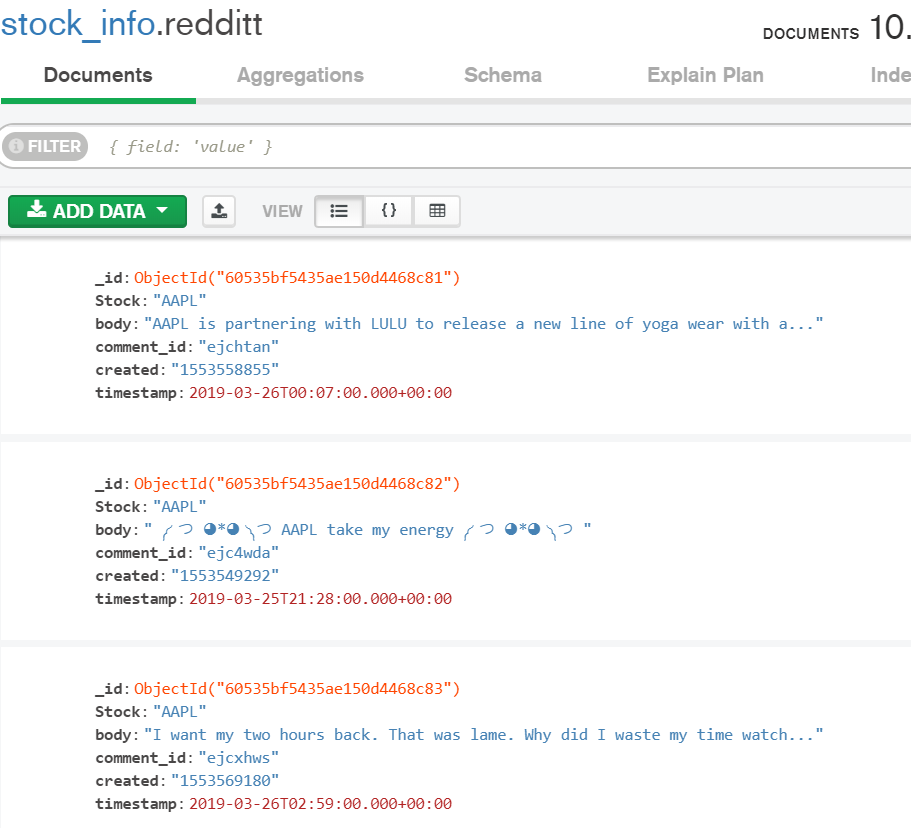 stock_info.redditt
DOCUMENTS 10.
Documents Aggregations Schema Explain Plan Inde
FILTER { field: 'value' }
ADD DATA VIEW { }
_id: ObjectId("60535bf5435ae150d4468c81")
Stock: "AAPL"
body: "AAPL is partnering with LULU to release a new line of yoga wear with a..."
comment_id: "ejchtan"
created: "1553558855"
timestamp: 2019-03-26T00:07:00.000+00:00
_id: ObjectId("60535bf5435ae150d4468c82")
Stock: "AAPL"
body: " ༼ つ ◕*◕ ༽つ AAPL take my energy ༼ つ ◕*◕ ༽つ "
comment_id: "ejc4wda"
created: "1553549292"
timestamp: 2019-03-25T21:28:00.000+00:00
_id: ObjectId("60535bf5435ae150d4468c83")
Stock: "AAPL"
body: "I want my two hours back. That was lame. Why did I waste my time watch..."
comment_id: "ejcxhws"
created: "1553569180"
timestamp: 2019-03-26T02:59:00.000+00:00